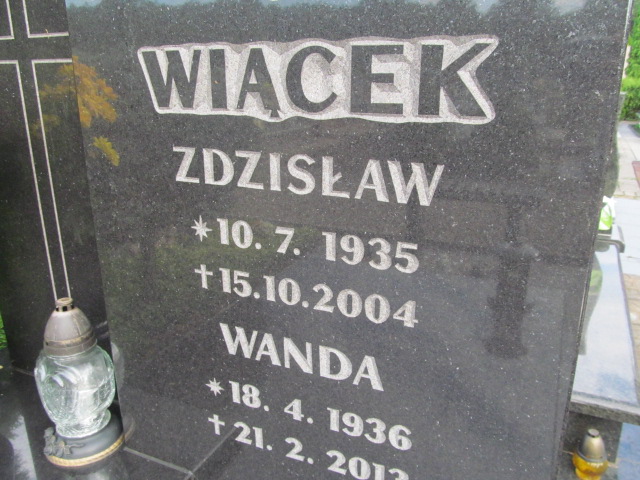 WIĄCEK
ZDZISŁAW
* 10. 7. 1935
† 15.10.2004
WANDA
* 18. 4. 1936
† 21. 2.